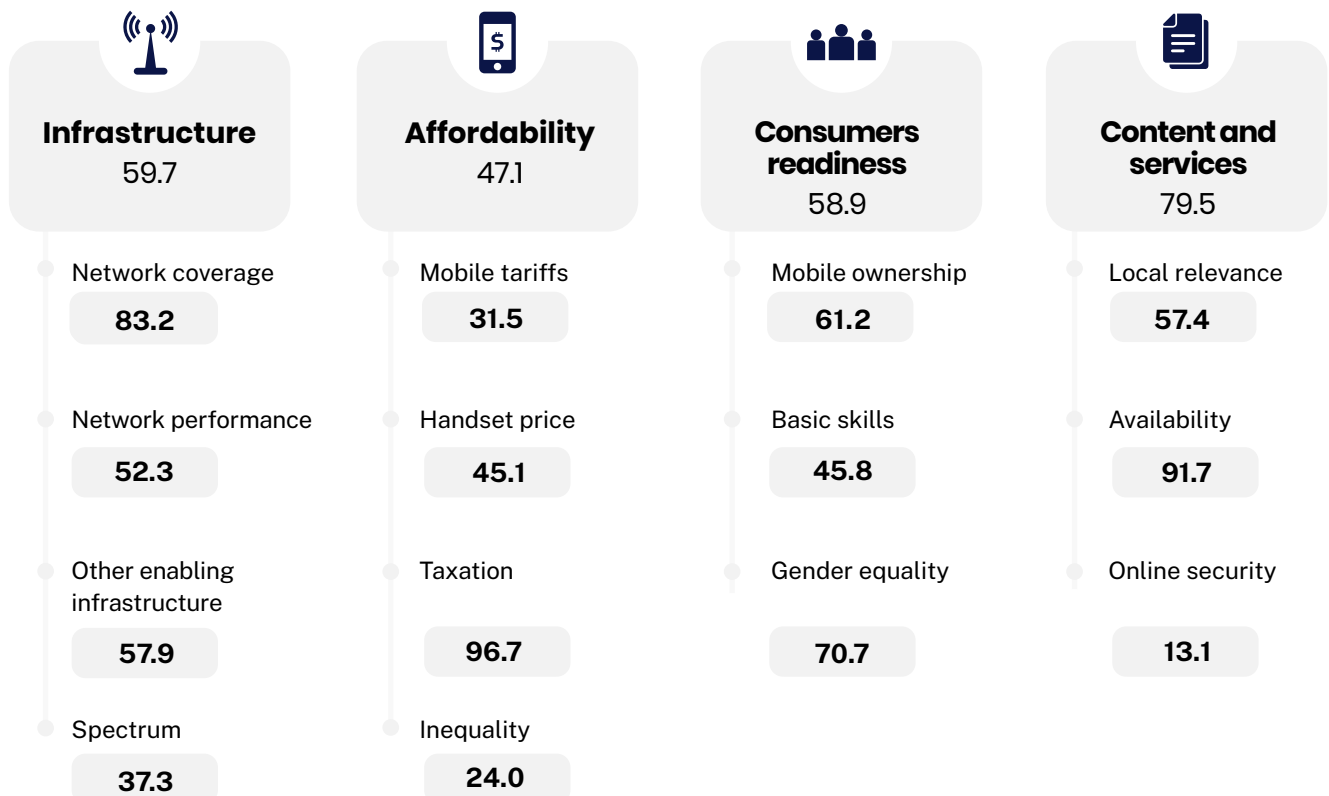 $
Infrastructure
59.7
Network coverage
83.2
Network performance
52.3
Other enabling
infrastructure
57.9
Spectrum
37.3
Affordability
47.1
Mobile tariffs
31.5
Handset price
45.1
Taxation
96.7
Inequality
24.0
Consumers
readiness
58.9
Mobile ownership
61.2
Basic skills
45.8
Gender equality
70.7
Content and
services
79.5
Local relevance
57.4
Availability
91.7
Online security
13.1